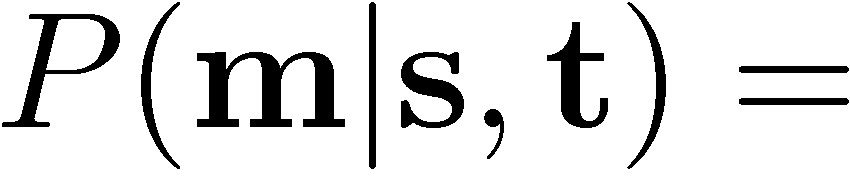 P(m|s, t) =